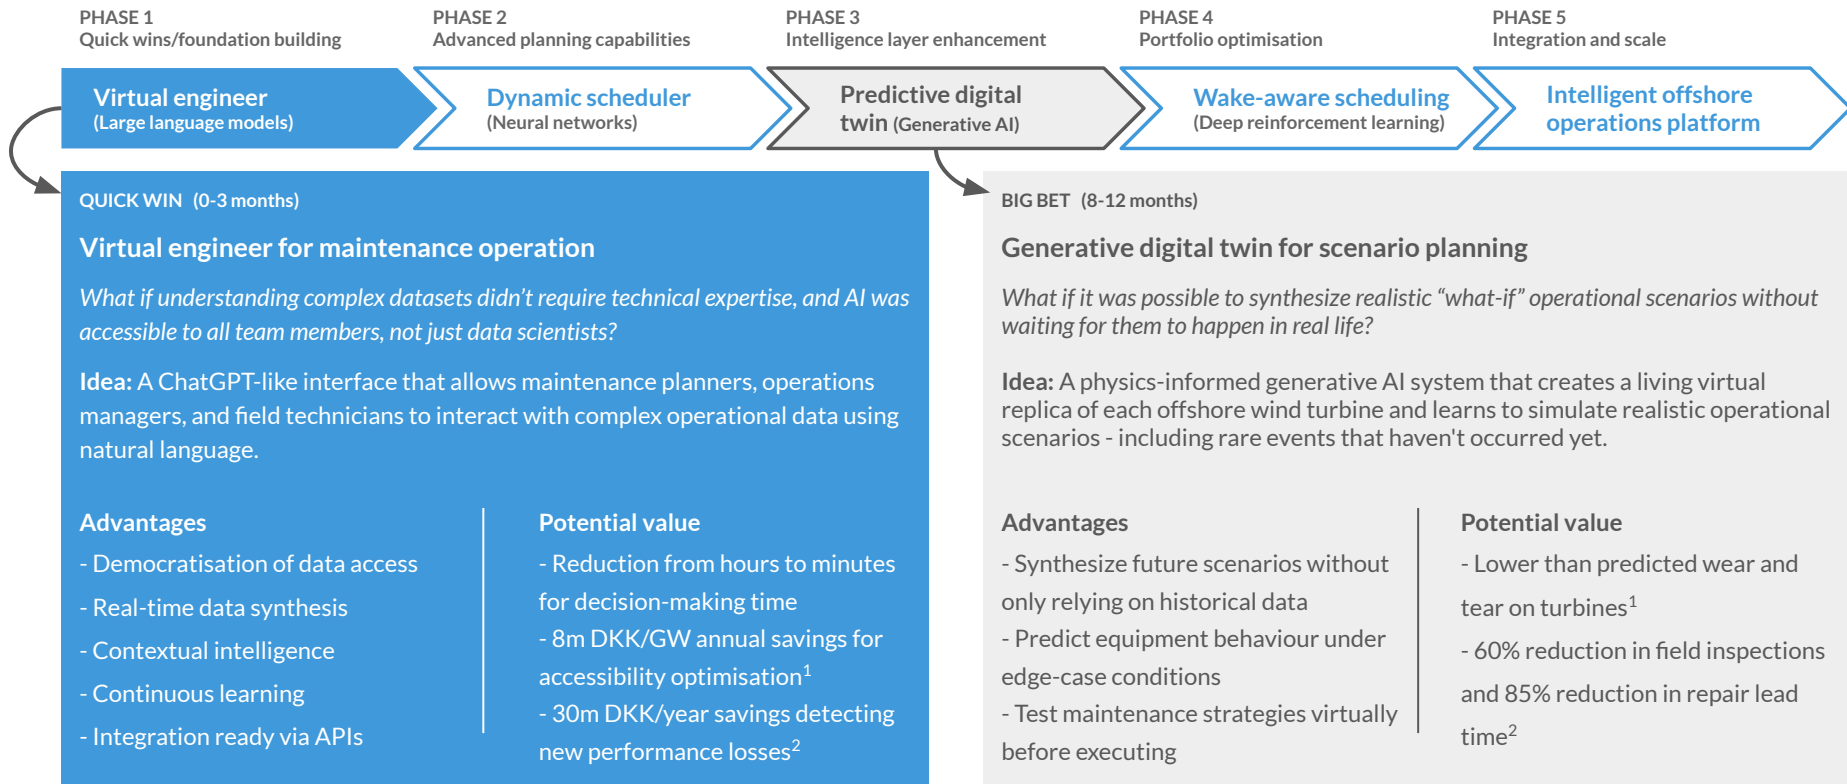 PHASE 1
Quick wins/foundation building
PHASE 2
Advanced planning capabilities
PHASE 3
Intelligence layer enhancement
PHASE 4
Portfolio optimisation
PHASE 5
Integration and scale
Virtual engineer
(Large language models)
Dynamic scheduler
(Neural networks)
Predictive digital
twin (Generative AI)
Wake-aware scheduling
(Deep reinforcement learning)
Intelligent offshore
operations platform
QUICK WIN (0-3 months)
Virtual engineer for maintenance operation
What if understanding complex datasets didn’t require technical expertise, and AI was
accessible to all team members, not just data scientists?
Idea: A ChatGPT-like interface that allows maintenance planners, operations
managers, and field technicians to interact with complex operational data using
natural language.
Advantages
- Democratisation of data access
- Real-time data synthesis
- Contextual intelligence
- Continuous learning
- Integration ready via APIs
Potential value
- Reduction from hours to minutes
for decision-making time
- 8m DKK/GW annual savings for
accessibility optimisation1
- 30m DKK/year savings detecting
new performance losses2
BIG BET (8-12 months)
Generative digital twin for scenario planning
What if it was possible to synthesize realistic “what-if” operational scenarios without
waiting for them to happen in real life?
Idea: A physics-informed generative AI system that creates a living virtual
replica of each offshore wind turbine and learns to simulate realistic operational
scenarios - including rare events that haven't occurred yet.
Advantages
- Synthesize future scenarios without
only relying on historical data
- Predict equipment behaviour under
edge-case conditions
- Test maintenance strategies virtually
before executing
Potential value
- Lower than predicted wear and
tear on turbines1
- 60% reduction in field inspections
and 85% reduction in repair lead
time2